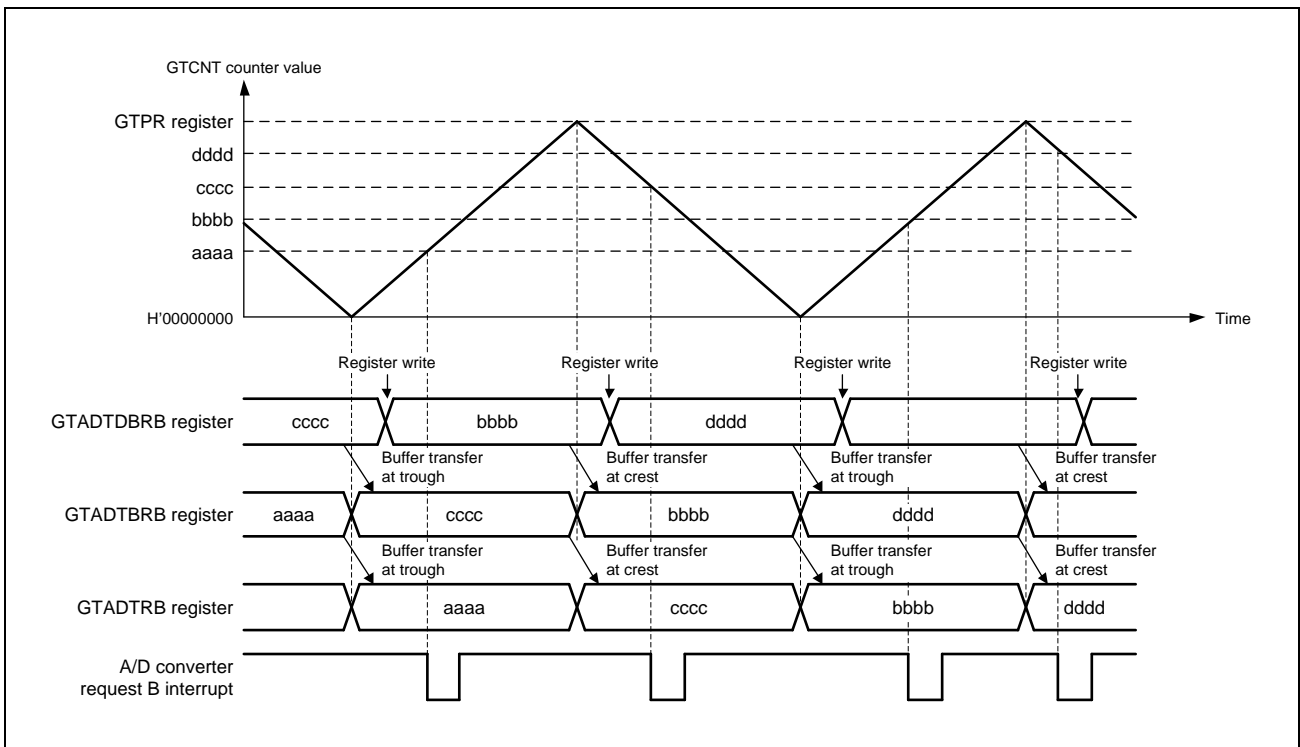 GTCNT counter value
GTPR register
dddd
cccc
bbbb
aaaa
H'00000000
Time
Register write Register write Register write Register write
GTADTDBRB register cccc bbbb dddd
Buffer transfer Buffer transfer Buffer transfer Buffer transfer
at trough at crest at trough at crest
GTADTBRB register aaaa cccc bbbb dddd
Buffer transfer Buffer transfer Buffer transfer Buffer transfer
at trough at crest at trough at crest
GTADTRB register aaaa cccc bbbb dddd
A/D converter
request B interrupt